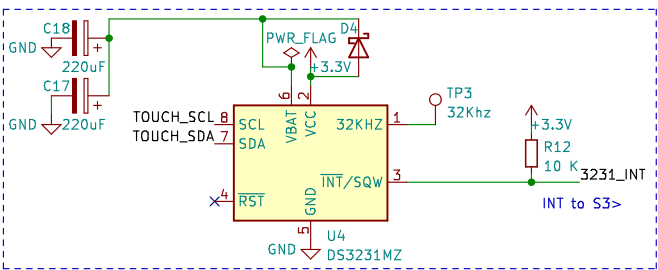 C18
GND
+
220uF
C17
GND
+
220uF
PWR_FLAG
D4
+3.3V
TP3
32Khz
6
2
TOUCH_SCL 8 SCL
TOUCH_SDA 7 SDA
VBAT
VCC
32KHZ 1
+3.3V
R12
10 K
INT/SQW 3
3231_INT
4 RST
GND
INT to S3>
5
GND
U4
DS3231MZ